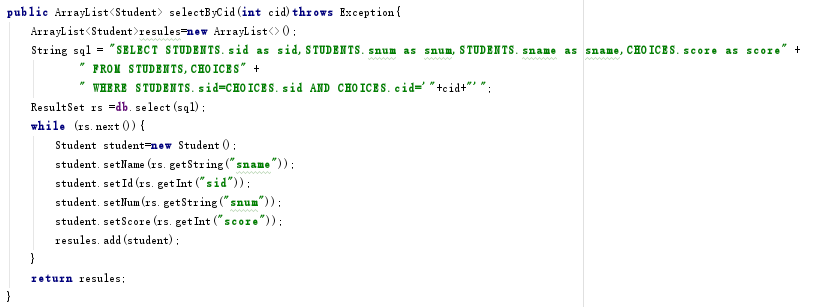 public ArrayList<Student> selectByCid(int cid)throws Exception{
ArrayList<Student>resules=new ArrayList<>();
String sql = "SELECT STUDENTS.sid as sid,STUDENTS.snum as snum,STUDENTS.sname as sname,CHOICES.score as score" +
" FROM STUDENTS,CHOICES" +
" WHERE STUDENTS.sid=CHOICES.sid AND CHOICES.cid='"+cid+"'";
ResultSet rs =db.select(sql);
while (rs.next()){
Student student=new Student();
student.setName(rs.getString("sname"));
student.setId(rs.getInt("sid"));
student.setNum(rs.getString("snum"));
student.setScore(rs.getInt("score"));
resules.add(student);
}
return resules;
}